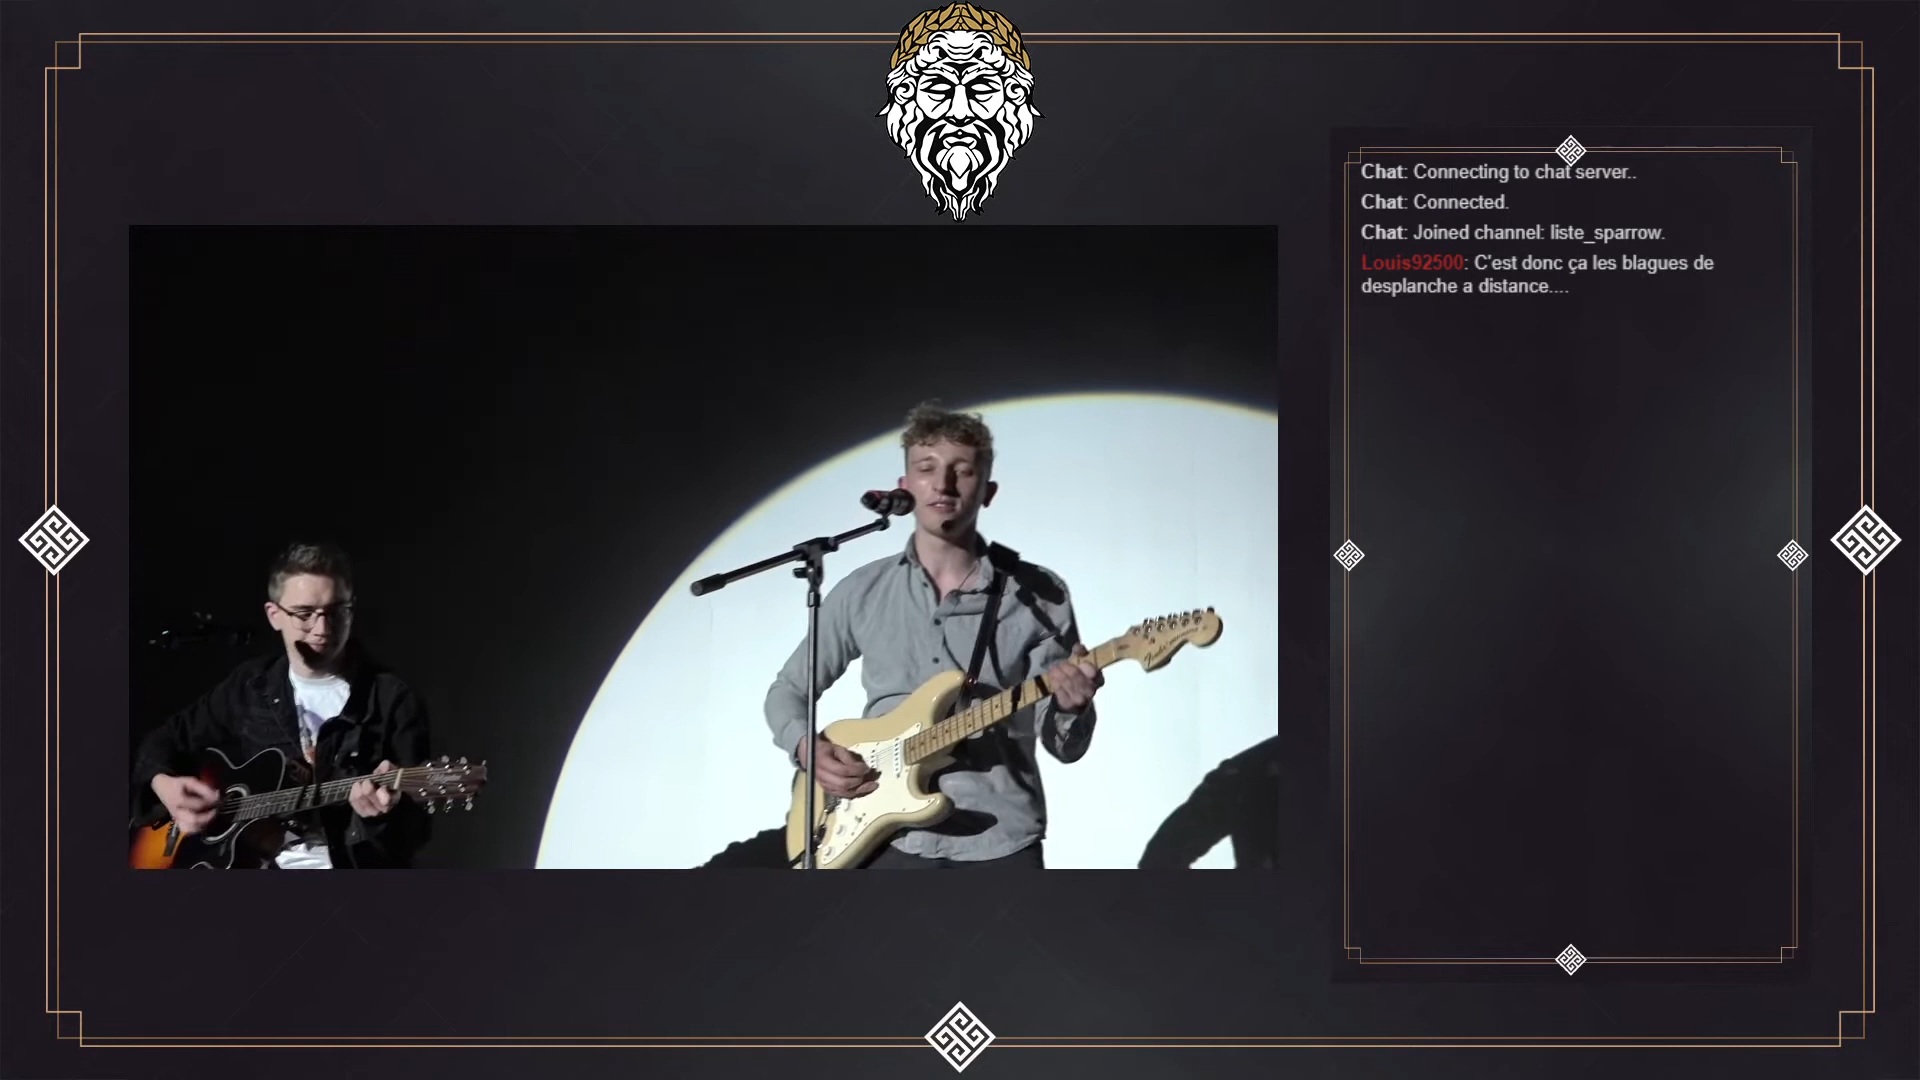 Chat: Connecting to chat server..
Chat: Connected.
Chat: Joined channel: liste_sparrow.
Louis92500: C'est donc ça les blagues de
desplanche a distance....
Fender